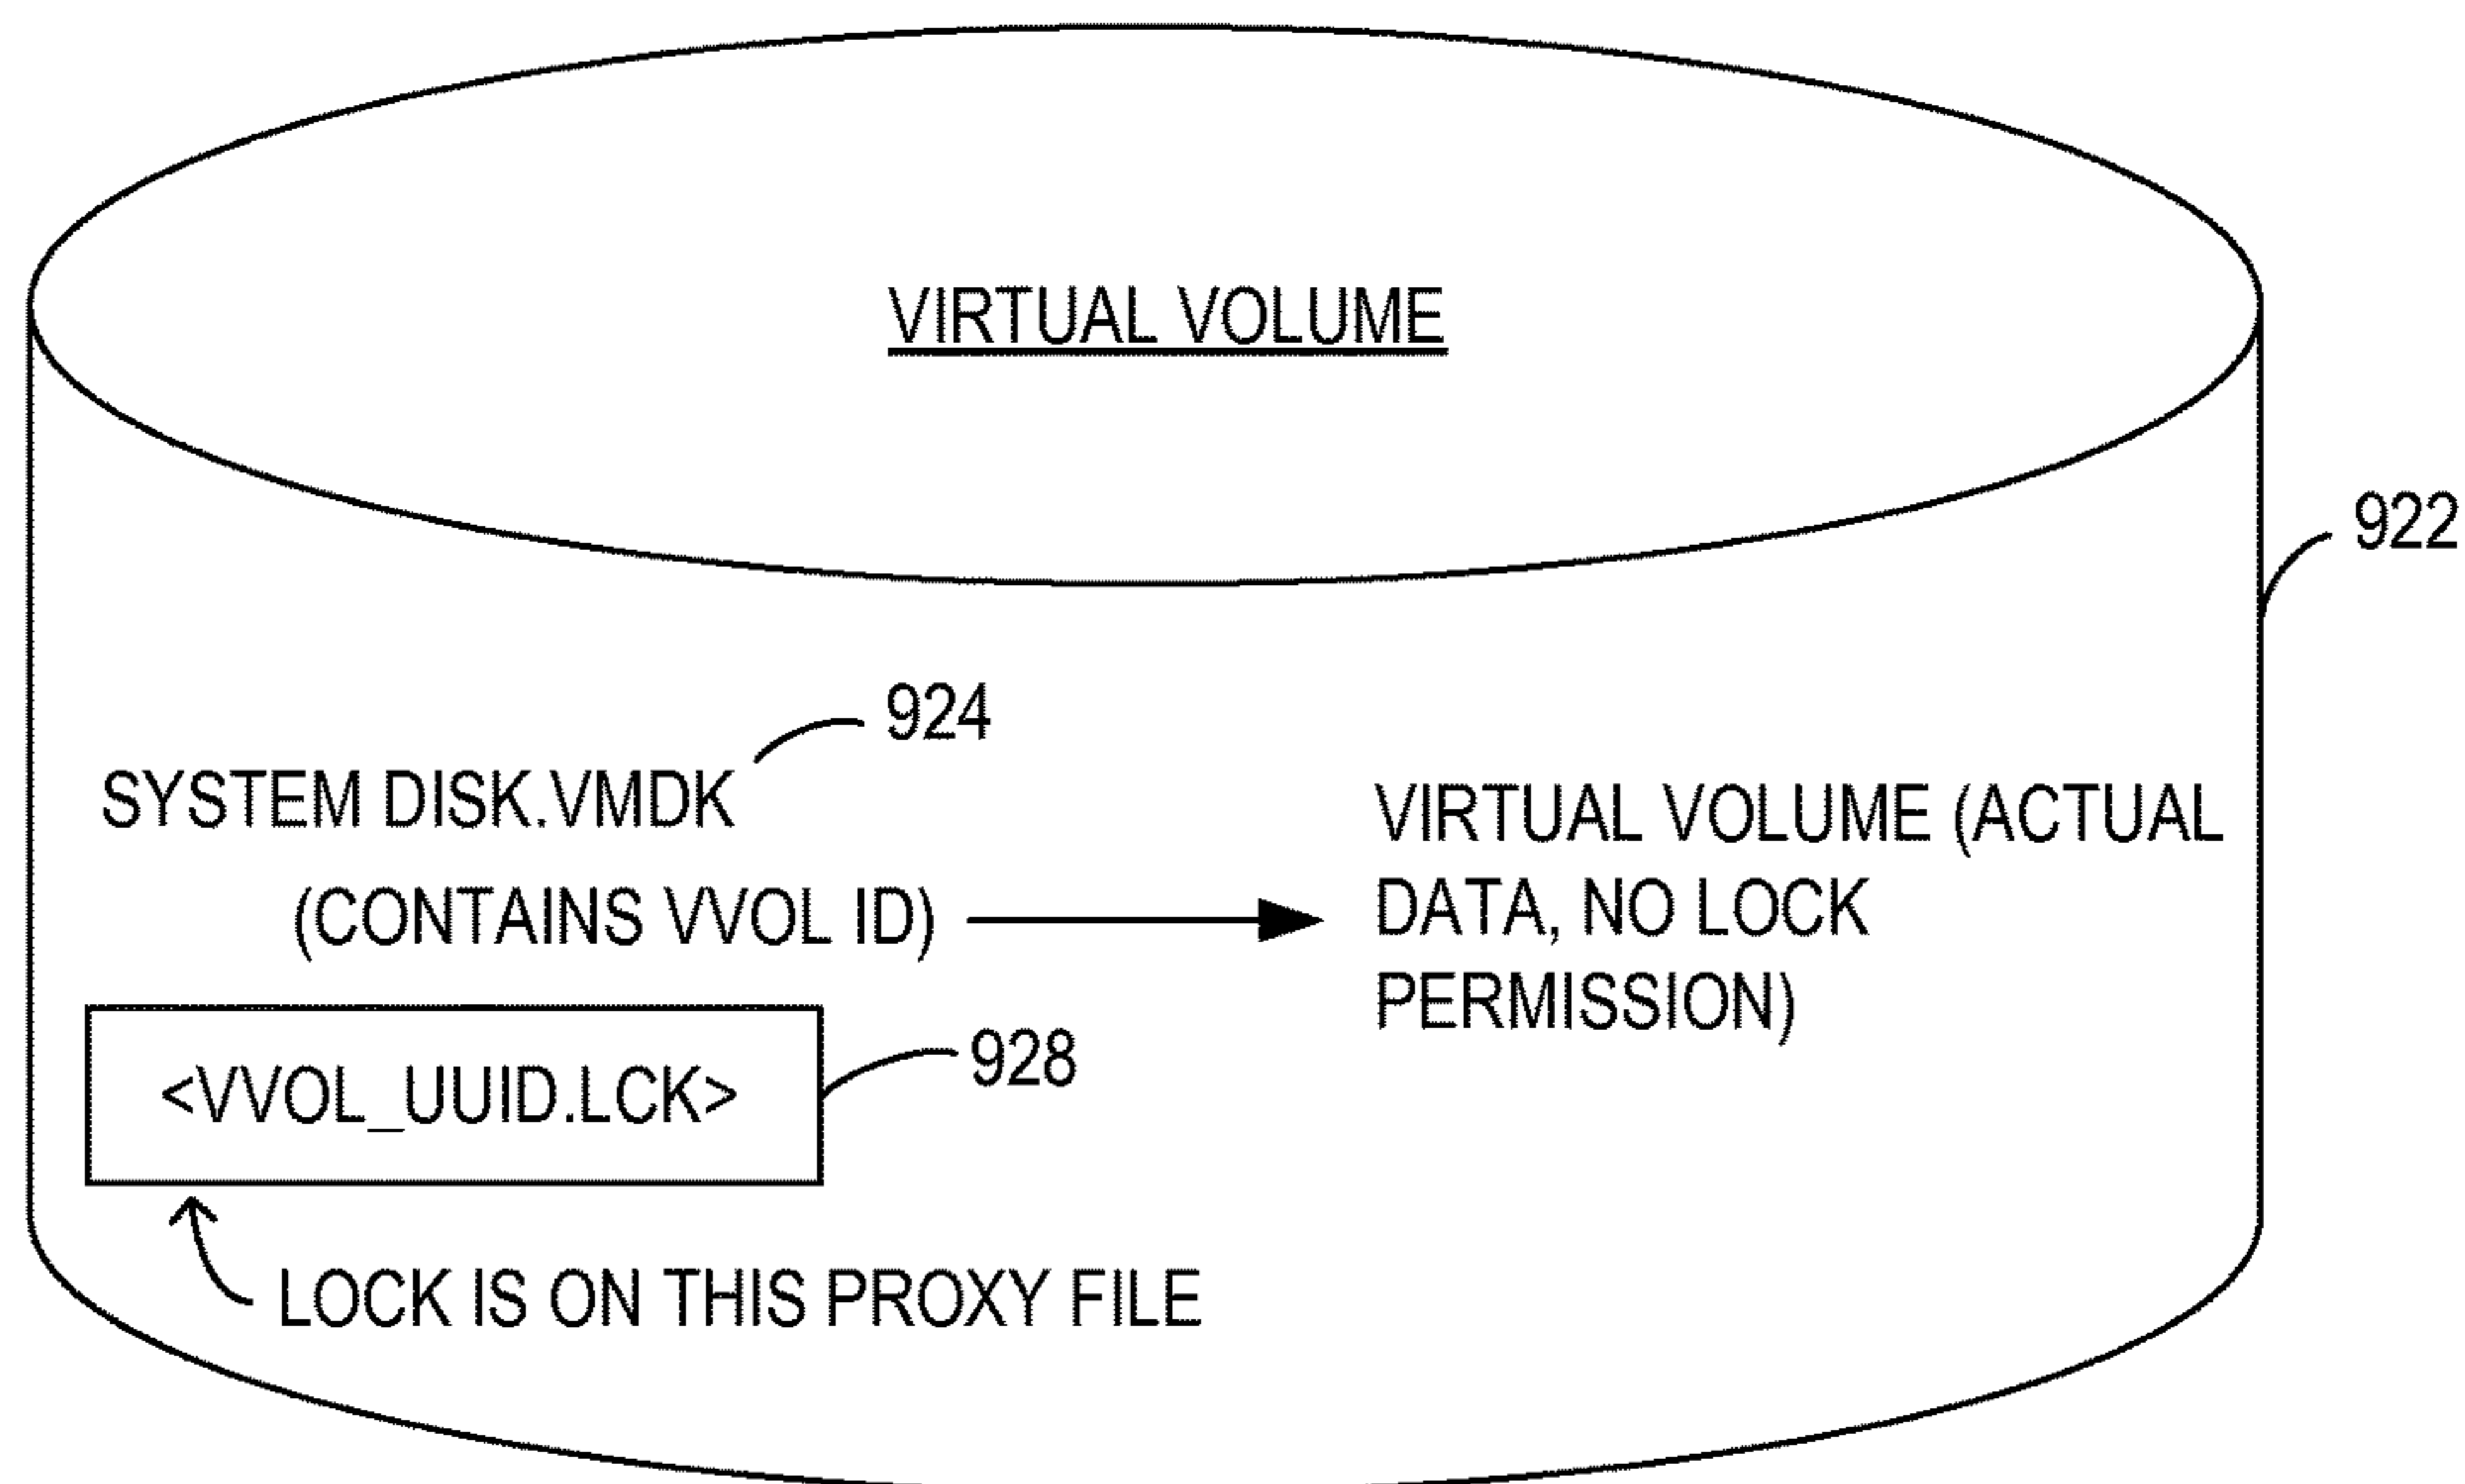 VIRTUAL VOLUME
922
924
SYSTEM DISK.VMDK
(CONTAINS VVOL ID)
VIRTUAL VOLUME (ACTUAL
DATA, NO LOCK
PERMISSION)
<VVOL_UUID.LCK>
928
LOCK IS ON THIS PROXY FILE